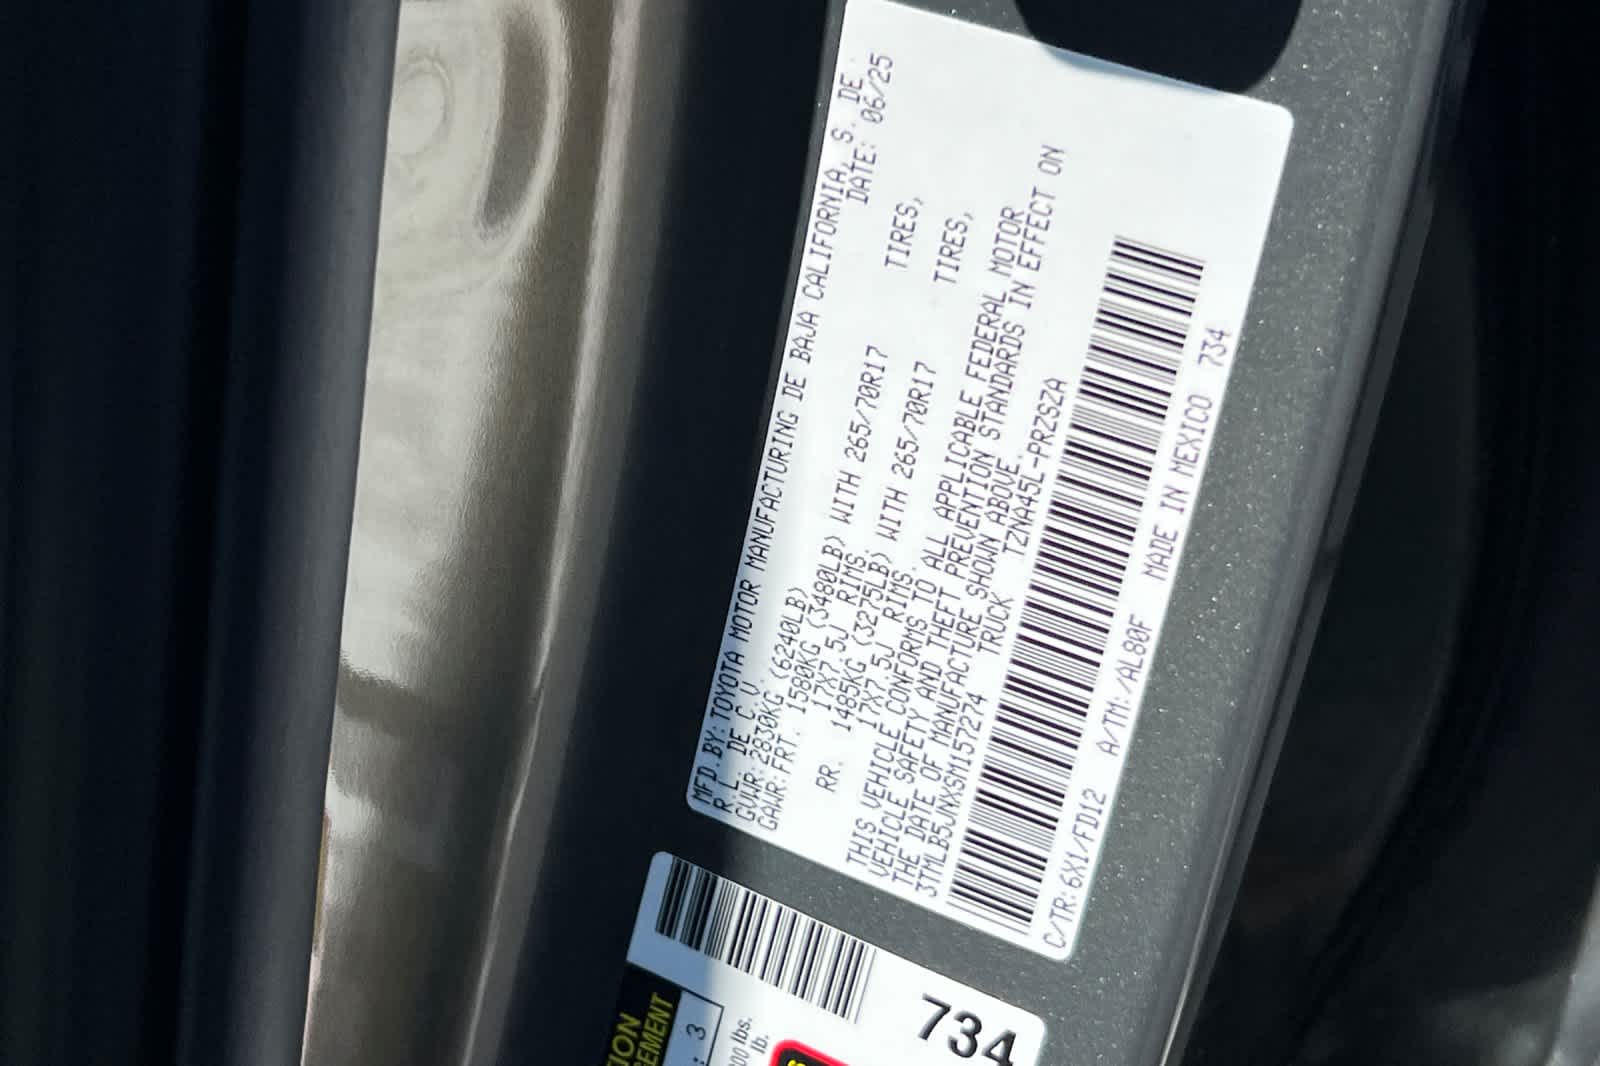 MFD.BY:TOYOTA MOTOR MANUFACTURING DE BAJA CALIFORNIA, S. DE
R.L. DE C.V. DATE: 06/25
GVWR:2830KG (6240LB)
GAWR:FRT. 1580KG (3480LB) WITH 265/70R17 TIRES,
17X7.5J RIMS.
RR. 1485KG (3275LB) WITH 265/70R17 TIRES,
17X7.5J RIMS.
THIS VEHICLE CONFORMS TO ALL APPLICABLE FEDERAL MOTOR
VEHICLE SAFETY AND THEFT PREVENTION STANDARDS IN EFFECT ON
THE DATE OF MANUFACTURE SHOWN ABOVE.
3TMLB5JNXSM157274 TRUCK TZNA45L-PRZSZA
C/TR:6X1/FD12 A/TM:/AL80F MADE IN MEXICO 734
734
: 3
lbs.
lb.